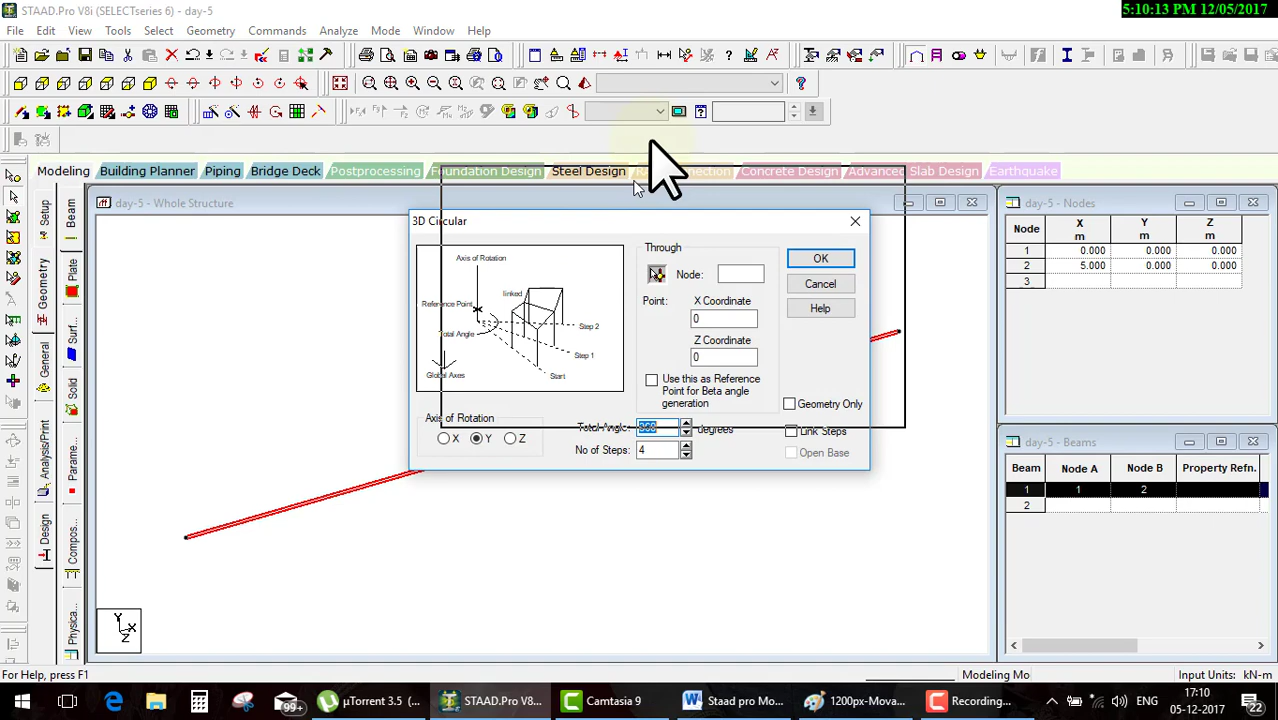 STAAD.Pro V8i (SELECTseries 6) - day-5
5:10:13 PM 12/05/2017
File Edit View Tools Select Geometry Commands Analyze Mode Window Help
Modeling Building Planner Piping Bridge Deck Postprocessing Foundation Design Steel Design Concrete Design Advanced Slab Design Earthquake
day-5 - Whole Structure
Setup
Geometry
General
Analysis/Print
Design
Beam
Plate
Surf...
Solid
Parame...
Compos...
Physica...
3D Circular
Axis of Rotation
linked
Reference Point
Total Angle
Step 2
Step 1
Start
Global Axes
Through
Node:
Point:
X Coordinate
0
Z Coordinate
0
Use this as Reference
Point for Beta angle
generation
OK
Cancel
Help
Geometry Only
Link Steps
Open Base
Axis of Rotation
X Y Z
Total Angle: 360 degrees
No of Steps: 4
Y
X
Z
day-5 - Nodes
Node X m Y m Z m
1 0.000 0.000 0.000
2 5.000 0.000 0.000
3
day-5 - Beams
Beam Node A Node B Property Refn.
1 1 2
2
For Help, press F1
Modeling Mo
Input Units: kN-m
99+
µTorrent 3.5 (...
STAAD.Pro V8...
Camtasia 9
Staad pro Mo...
1200px-Mova...
Recording...
ENG
17:10
05-12-2017
22